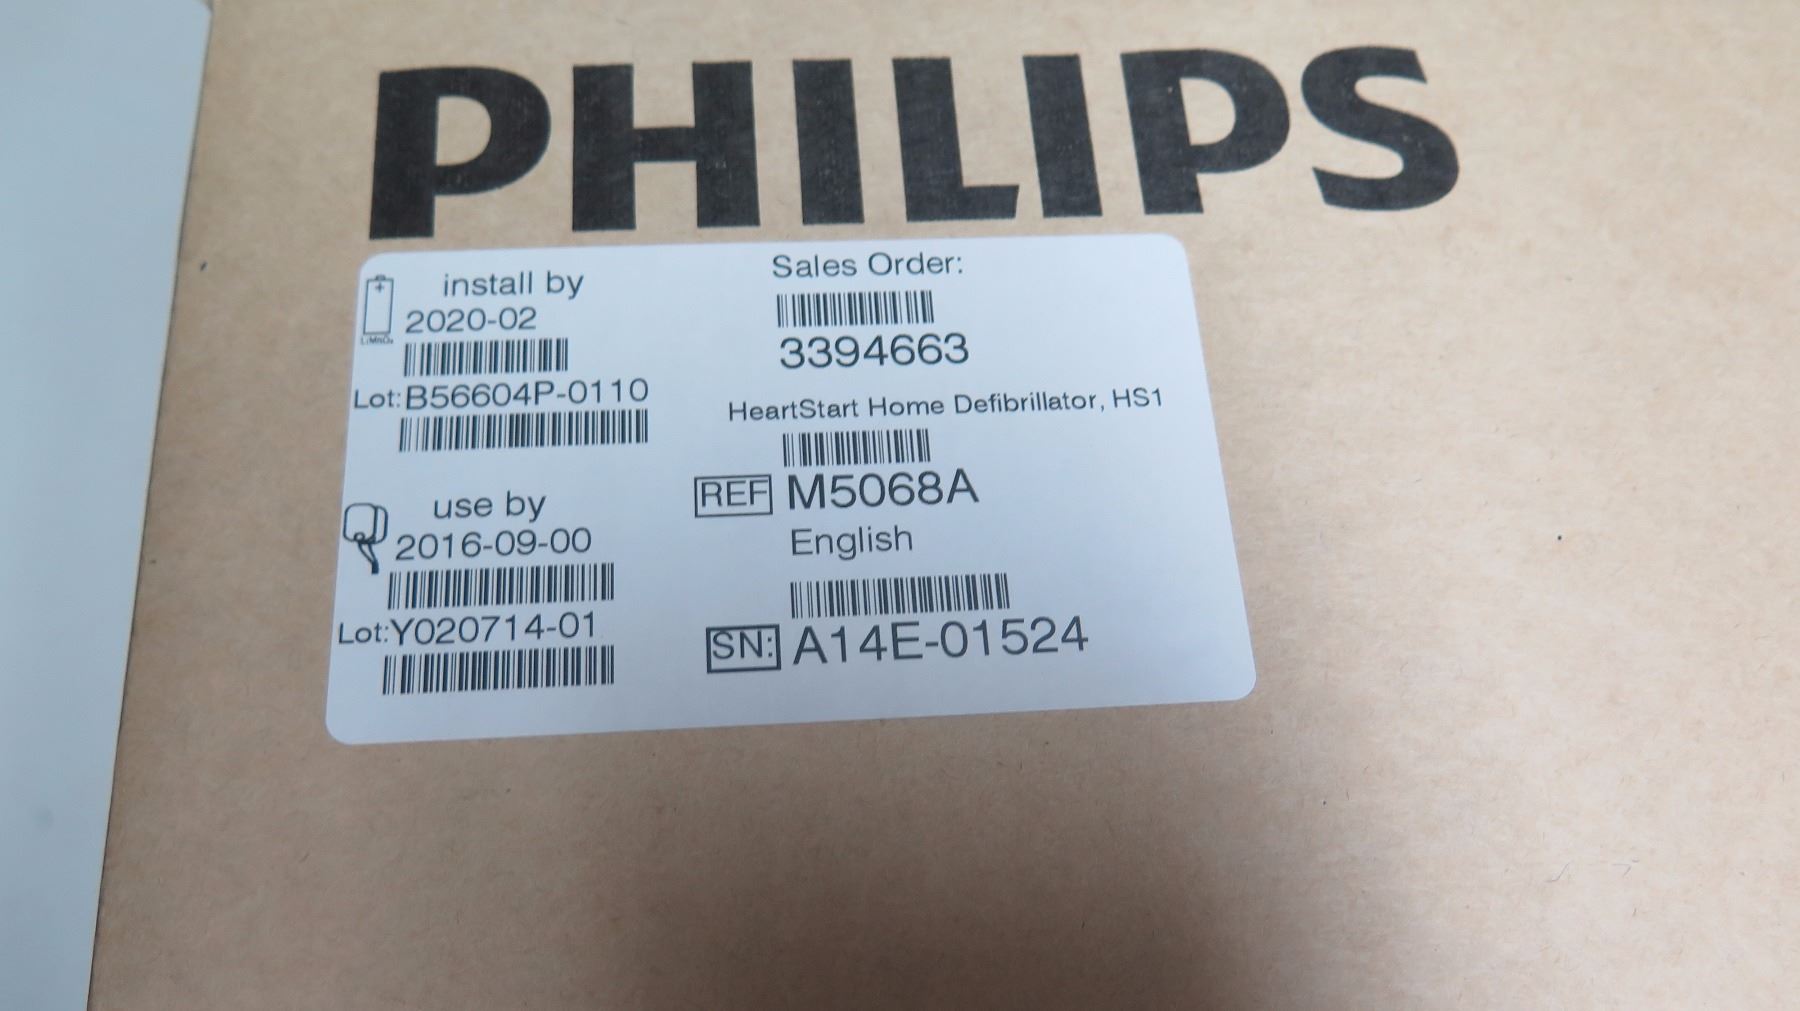 PHILIPS
install by
2020-02
LiMnO₂
Lot:B56604P-0110
use by
2016-09-00
Lot:Y020714-01
Sales Order:
3394663
HeartStart Home Defibrillator, HS1
REF M5068A
English
SN: A14E-01524